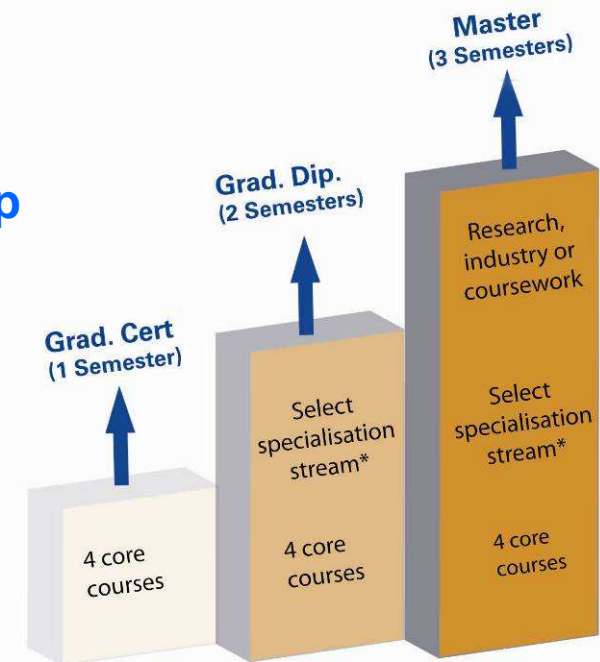 p
Grad. Cert
(1 Semester)
4 core
courses
Grad. Dip.
(2 Semesters)
Select
specialisation
stream*
4 core
courses
Master
(3 Semesters)
Research,
industry or
coursework
Select
specialisation
stream*
4 core
courses